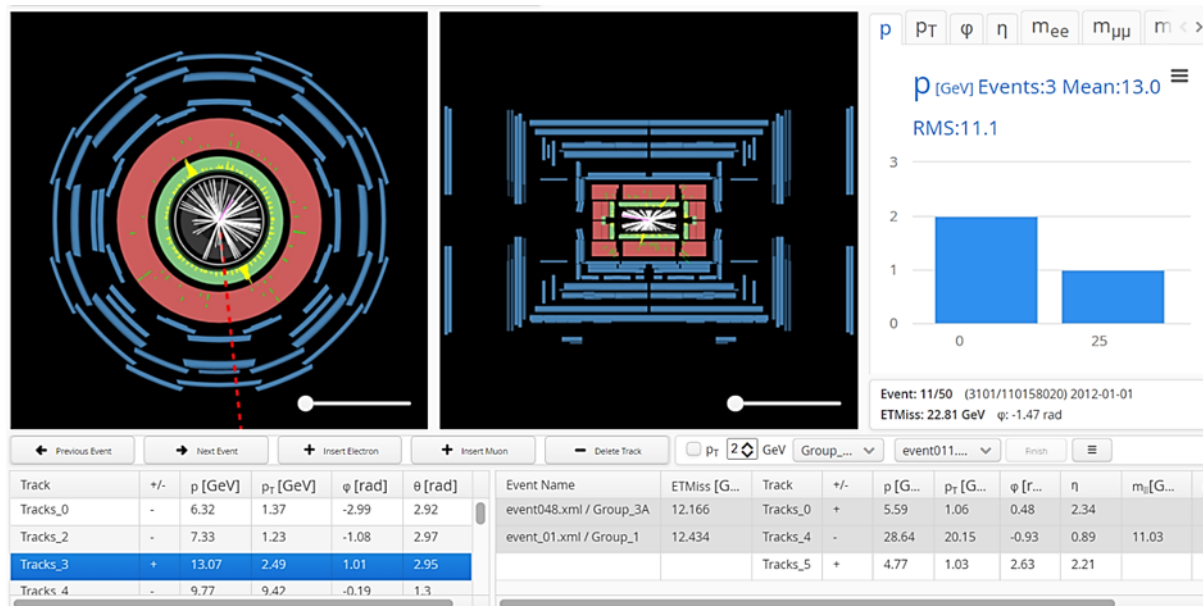 p pT φ η mee mμμ m < >
p [GeV] Events:3 Mean:13.0
RMS:11.1
3
2
1
0
0 25
Event: 11/50 (3101/110158020) 2012-01-01
ETMiss: 22.81 GeV φ: -1.47 rad
Previous Event Next Event Insert Electron Insert Muon Delete Track pT 2 GeV Group_... event011.... Finish
Track +/- p [GeV] pT [GeV] φ [rad] θ [rad]
Tracks_0 - 6.32 1.37 -2.99 2.92
Tracks_2 - 7.33 1.23 -1.08 2.97
Tracks_3 + 13.07 2.49 1.01 2.95
Tracks_4 - 9.77 9.42 -0.19 1.3
Event Name ETMiss [G... Track +/- p [G... pT [G... φ [r... η mll[G...
event048.xml / Group_3A 12.166 Tracks_0 + 5.59 1.06 0.48 2.34
event_01.xml / Group_1 12.434 Tracks_4 - 28.64 20.15 -0.93 0.89 11.03
Tracks_5 + 4.77 1.03 2.63 2.21